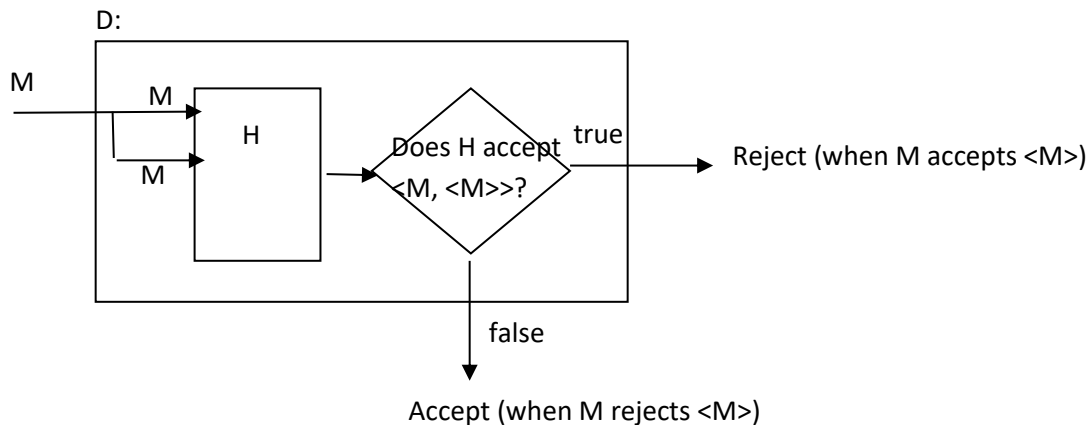 D:
M
M
H
M
Does H accept
<M, <M>>?
true
Reject (when M accepts <M>)
false
Accept (when M rejects <M>)